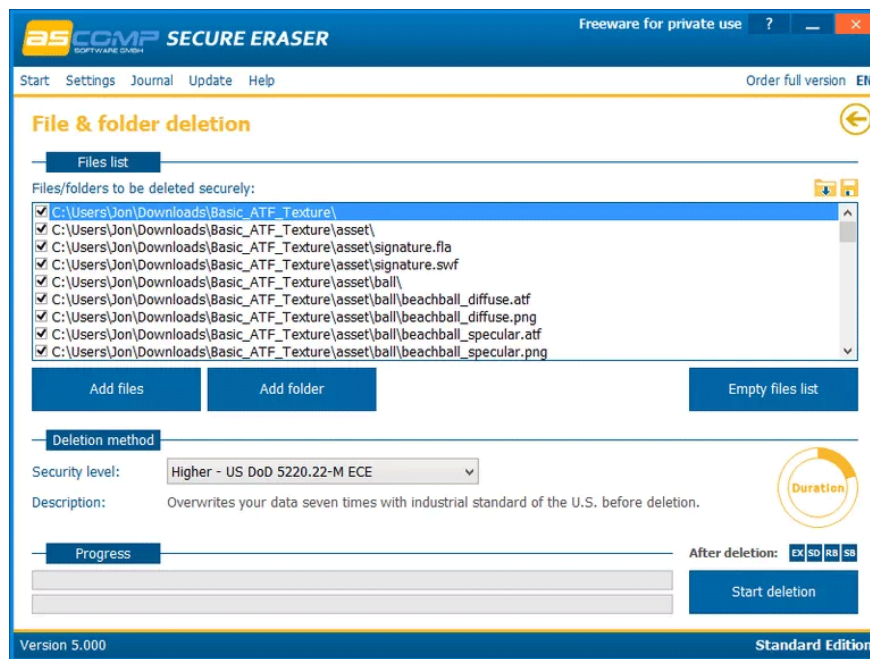 ascomp SECURE ERASER
SOFTWARE GMBH
Freeware for private use ?
Start Settings Journal Update Help
Order full version EN
File & folder deletion
Files list
Files/folders to be deleted securely:
C:\Users\Jon\Downloads\Basic_ATF_Texture\
C:\Users\Jon\Downloads\Basic_ATF_Texture\asset\
C:\Users\Jon\Downloads\Basic_ATF_Texture\asset\signature.fla
C:\Users\Jon\Downloads\Basic_ATF_Texture\asset\signature.swf
C:\Users\Jon\Downloads\Basic_ATF_Texture\asset\ball\
C:\Users\Jon\Downloads\Basic_ATF_Texture\asset\ball\beachball_diffuse.atf
C:\Users\Jon\Downloads\Basic_ATF_Texture\asset\ball\beachball_diffuse.png
C:\Users\Jon\Downloads\Basic_ATF_Texture\asset\ball\beachball_specular.atf
C:\Users\Jon\Downloads\Basic_ATF_Texture\asset\ball\beachball_specular.png
Add files
Add folder
Empty files list
Deletion method
Security level: Higher - US DoD 5220.22-M ECE
Description: Overwrites your data seven times with industrial standard of the U.S. before deletion.
Duration
Progress
After deletion: EX SD RB SB
Start deletion
Version 5.000
Standard Edition